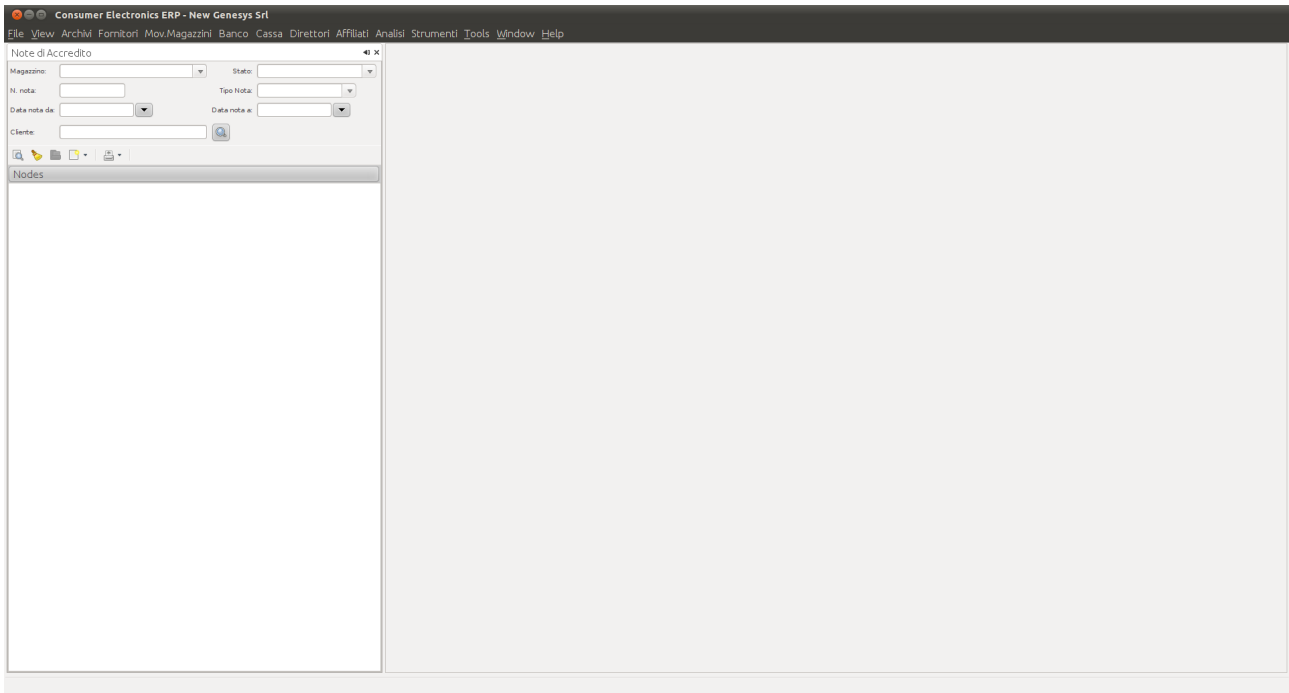 Consumer Electronics ERP - New Genesys Srl
File View Archivi Fornitori Mov.Magazzini Banco Cassa Direttori Affiliati Analisi Strumenti Tools Window Help
Note di Accredito
Magazzino: Stato:
N. nota: Tipo Nota:
Data nota da: Data nota a:
Cliente:
Nodes